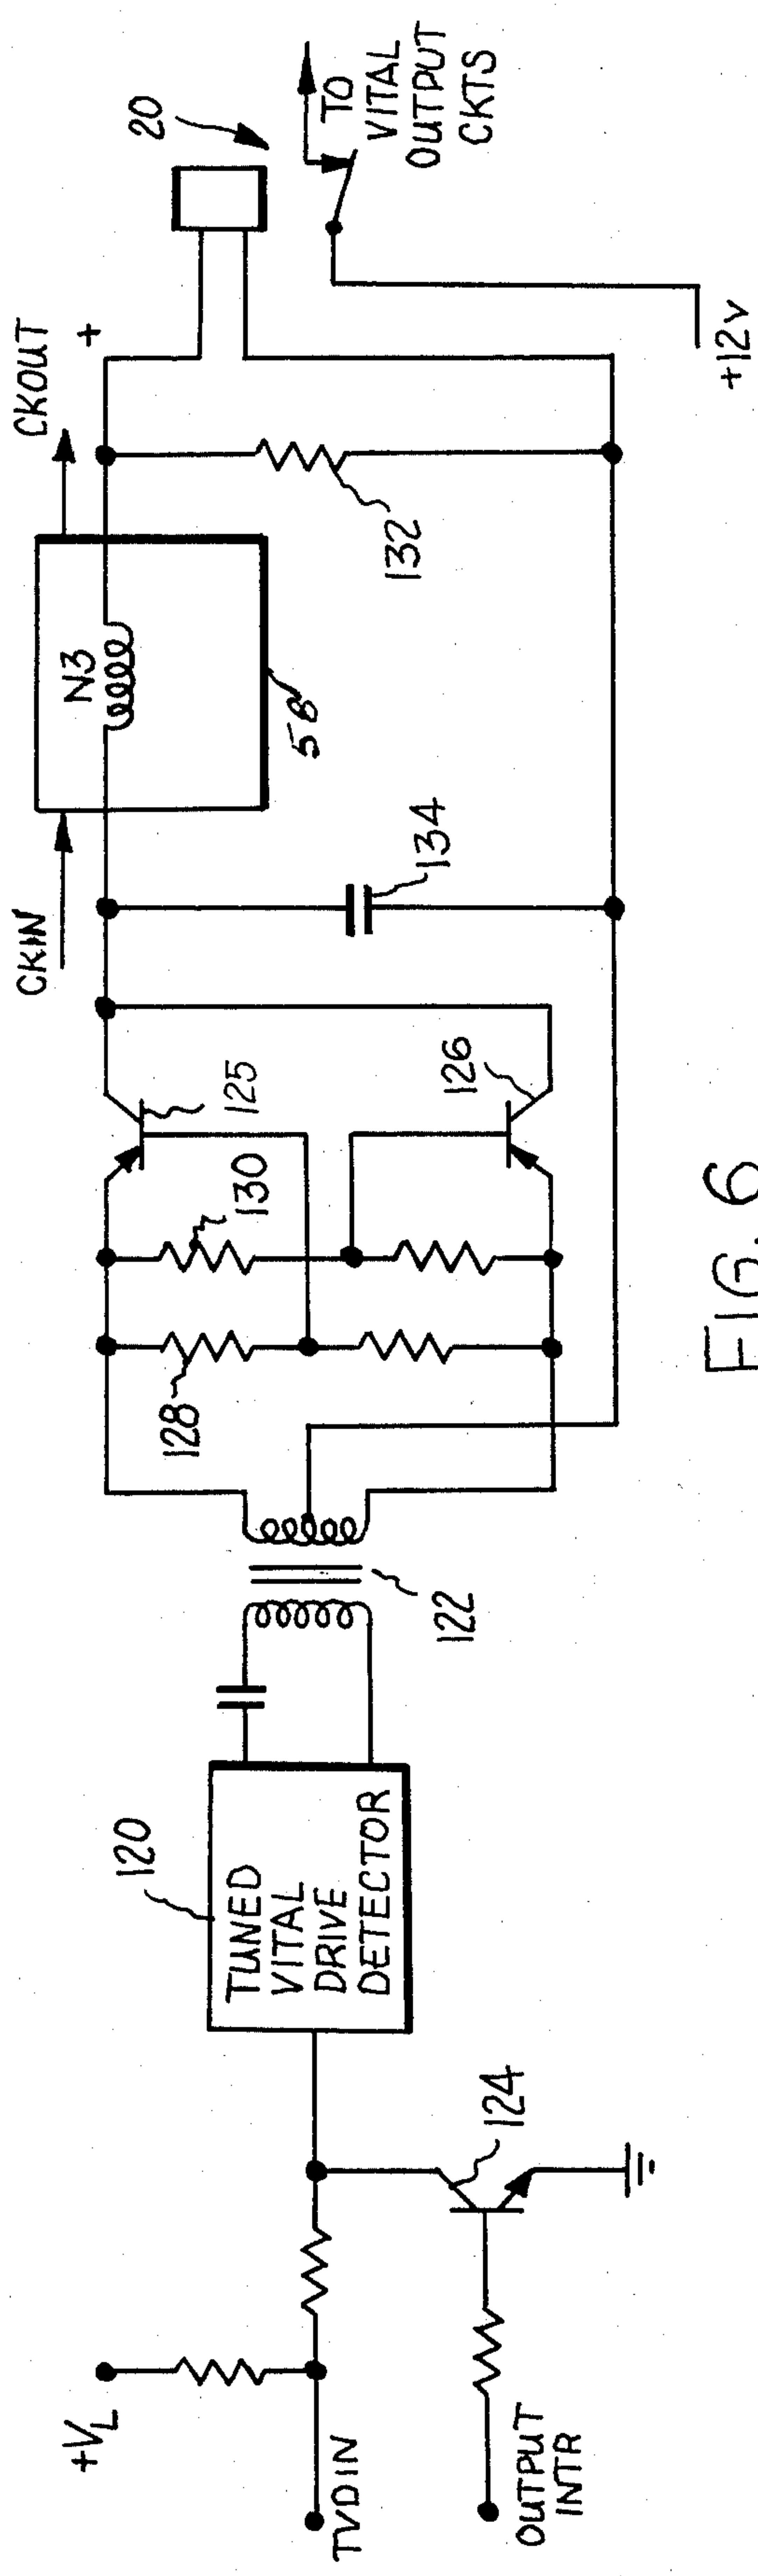 +VL
TVDIN
OUTPUT
INTR
124
120
TUNED
VITAL
DRIVE
DETECTOR
122
128
130
125
126
CKIN
134
N3
58
CKOUT
132
+
20
TO
VITAL
OUTPUT
CKTS
+12v
FIG. 6